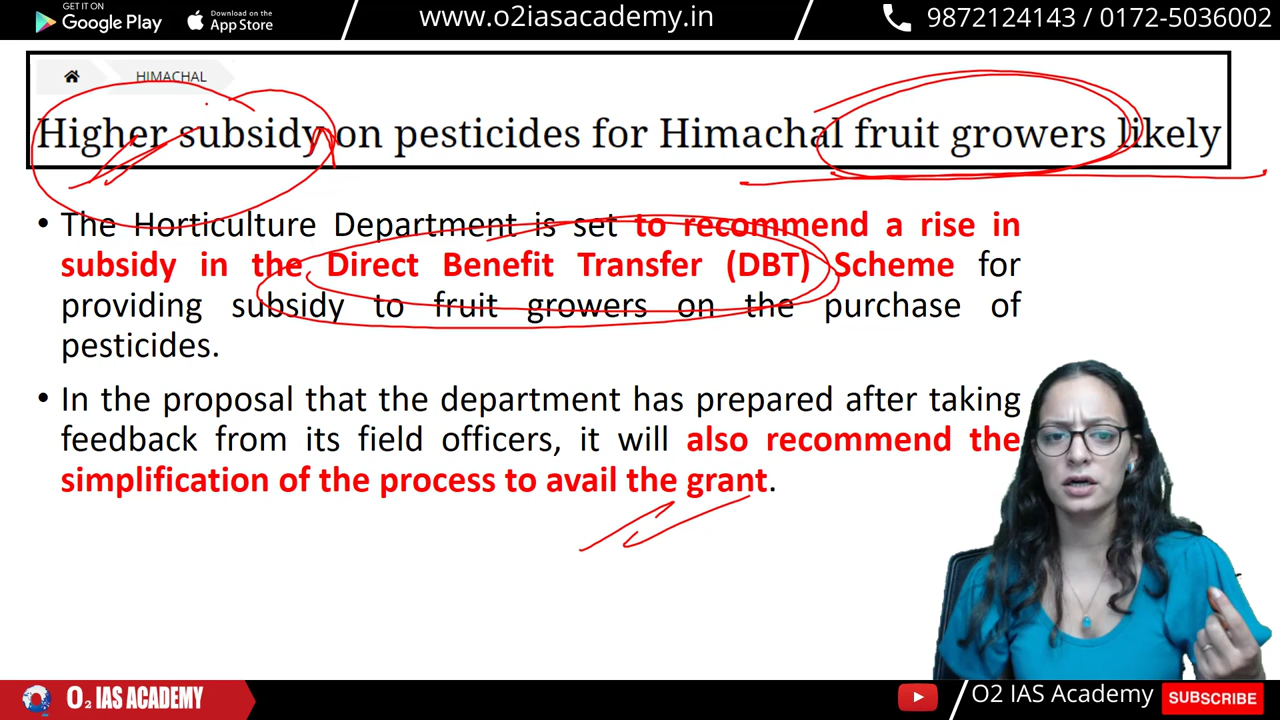 GET IT ON
Google Play
Download on the
App Store
www.o2iasacademy.in
9872124143 / 0172-5036002
HIMACHAL
Higher subsidy on pesticides for Himachal fruit growers likely
• The Horticulture Department is set to recommend a rise in
subsidy in the Direct Benefit Transfer (DBT) Scheme for
providing subsidy to fruit growers on the purchase of
pesticides.
• In the proposal that the department has prepared after taking
feedback from its field officers, it will also recommend the
simplification of the process to avail the grant.
O2 IAS ACADEMY
O2 IAS Academy
SUBSCRIBE